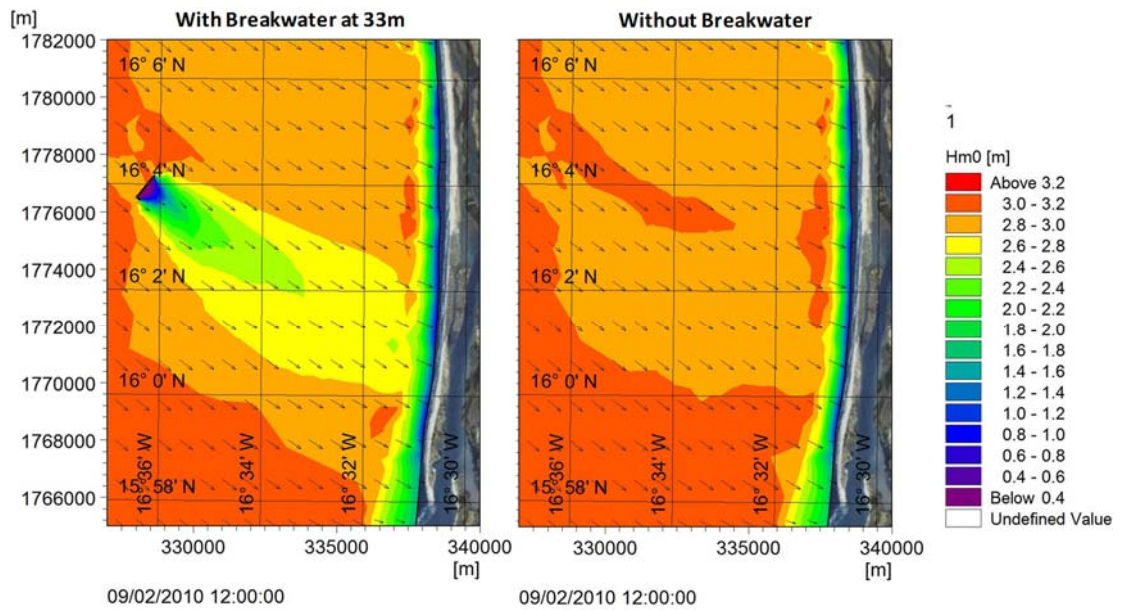 [m]
With Breakwater at 33m
Without Breakwater
1782000
1780000
1778000
1776000
1774000
1772000
1770000
1768000
1766000
16° 6' N
16° 4' N
16° 2' N
16° 0' N
15° 58' N
16° 36' W
16° 34' W
16° 32' W
16° 30' W
330000
335000
340000
[m]
09/02/2010 12:00:00
16° 6' N
16° 4' N
16° 2' N
16° 0' N
15° 58' N
16° 36' W
16° 34' W
16° 32' W
16° 30' W
330000
335000
340000
[m]
09/02/2010 12:00:00
1
Hm0 [m]
Above 3.2
3.0 - 3.2
2.8 - 3.0
2.6 - 2.8
2.4 - 2.6
2.2 - 2.4
2.0 - 2.2
1.8 - 2.0
1.6 - 1.8
1.4 - 1.6
1.2 - 1.4
1.0 - 1.2
0.8 - 1.0
0.6 - 0.8
0.4 - 0.6
Below 0.4
Undefined Value